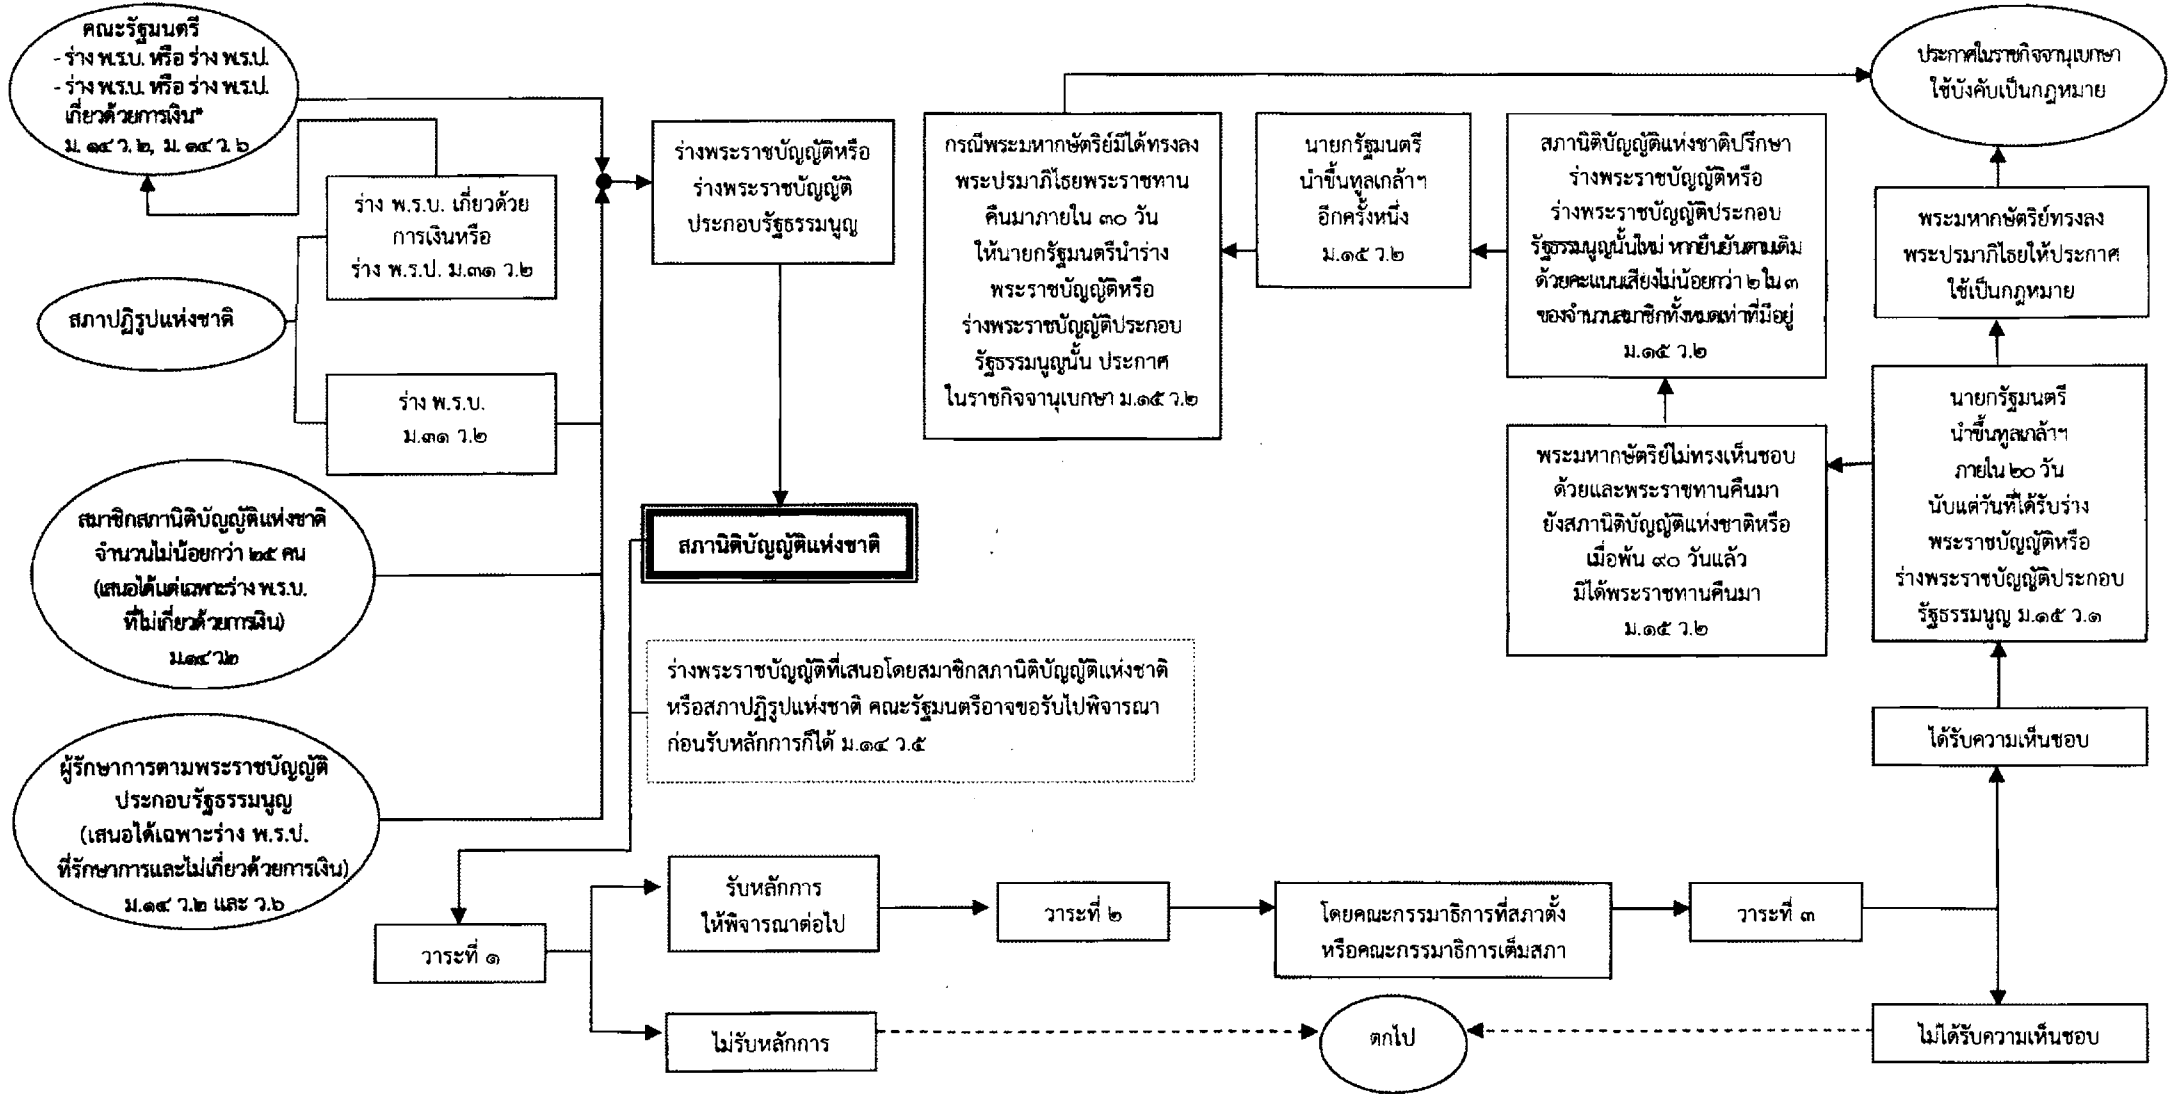 คณะรัฐมนตรี
- ร่าง พ.ร.บ. หรือ ร่าง พ.ร.ป.
- ร่าง พ.ร.บ. หรือ ร่าง พ.ร.ป.
เกี่ยวด้วยการเงิน*
ม. ๑๔ ว. ๒, ม. ๑๔ ว. ๖
ร่าง พ.ร.บ. เกี่ยวด้วย
การเงินหรือ
ร่าง พ.ร.ป. ม.๓๑ ว.๒
สภาปฏิรูปแห่งชาติ
ร่าง พ.ร.บ.
ม.๓๑ ว.๒
สมาชิกสภานิติบัญญัติแห่งชาติ
จำนวนไม่น้อยกว่า ๒๕ คน
(เสนอได้แต่เฉพาะร่าง พ.ร.บ.
ที่ไม่เกี่ยวด้วยการเงิน)
ม.๑๔ ว.๒
ผู้รักษาการตามพระราชบัญญัติ
ประกอบรัฐธรรมนูญ
(เสนอได้เฉพาะร่าง พ.ร.ป.
ที่รักษาการและไม่เกี่ยวด้วยการเงิน)
ม.๑๔ ว.๒ และ ว.๖
ร่างพระราชบัญญัติหรือ
ร่างพระราชบัญญัติ
ประกอบรัฐธรรมนูญ
สภานิติบัญญัติแห่งชาติ
ร่างพระราชบัญญัติที่เสนอโดยสมาชิกสภานิติบัญญัติแห่งชาติ
หรือสภาปฏิรูปแห่งชาติ คณะรัฐมนตรีอาจขอรับไปพิจารณา
ก่อนรับหลักการก็ได้ ม.๑๔ ว.๕
วาระที่ ๑
รับหลักการ
ให้พิจารณาต่อไป
ไม่รับหลักการ
วาระที่ ๒
โดยคณะกรรมาธิการที่สภาตั้ง
หรือคณะกรรมาธิการเต็มสภา
วาระที่ ๓
ตกไป
ไม่ได้รับความเห็นชอบ
ได้รับความเห็นชอบ
นายกรัฐมนตรี
นำขึ้นทูลเกล้าฯ
ภายใน ๒๐ วัน
นับแต่วันที่ได้รับร่าง
พระราชบัญญัติหรือ
ร่างพระราชบัญญัติประกอบ
รัฐธรรมนูญ ม.๑๕ ว.๑
พระมหากษัตริย์ทรงลง
พระปรมาภิไธยให้ประกาศ
ใช้เป็นกฎหมาย
ประกาศในราชกิจจานุเบกษา
ใช้บังคับเป็นกฎหมาย
พระมหากษัตริย์ไม่ทรงเห็นชอบ
ด้วยและพระราชทานคืนมา
ยังสภานิติบัญญัติแห่งชาติหรือ
เมื่อพ้น ๙๐ วันแล้ว
มิได้พระราชทานคืนมา
ม.๑๕ ว.๒
สภานิติบัญญัติแห่งชาติปรึกษา
ร่างพระราชบัญญัติหรือ
ร่างพระราชบัญญัติประกอบ
รัฐธรรมนูญนั้นใหม่ หากยืนยันตามเดิม
ด้วยคะแนนเสียงไม่น้อยกว่า ๒ ใน ๓
ของจำนวนสมาชิกทั้งหมดเท่าที่มีอยู่
ม.๑๕ ว.๒
นายกรัฐมนตรี
นำขึ้นทูลเกล้าฯ
อีกครั้งหนึ่ง
ม.๑๕ ว.๒
กรณีพระมหากษัตริย์มิได้ทรงลง
พระปรมาภิไธยพระราชทาน
คืนมาภายใน ๓๐ วัน
ให้นายกรัฐมนตรีนำร่าง
พระราชบัญญัติหรือ
ร่างพระราชบัญญัติประกอบ
รัฐธรรมนูญนั้น ประกาศ
ในราชกิจจานุเบกษา ม.๑๕ ว.๒